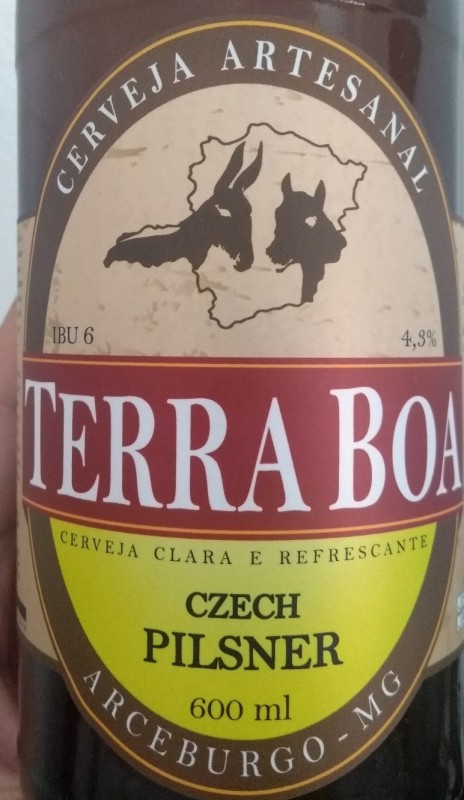 CERVEJA ARTESANAL
IBU 6
4,3%
TERRA BOA
CERVEJA CLARA E REFRESCANTE
CZECH
PILSNER
600 ml
ARCEBURGO - MG